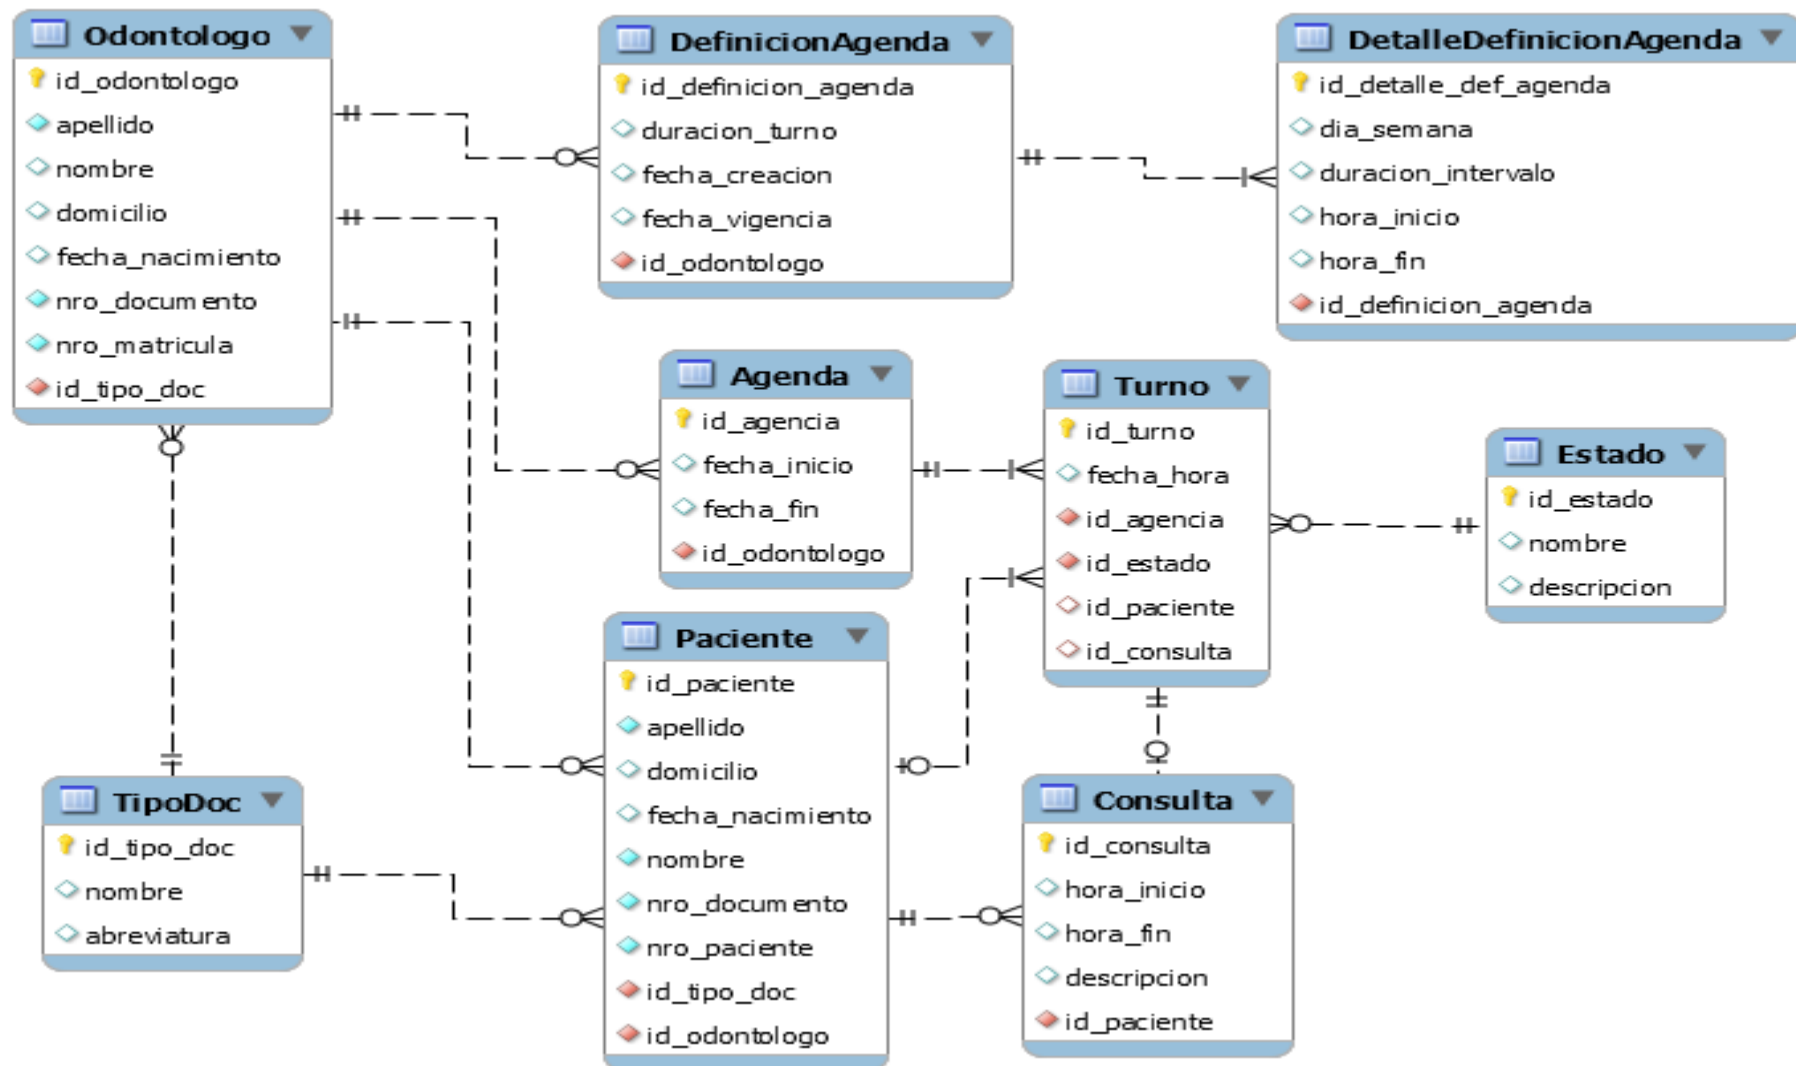 Odontologo
id_odontologo
apellido
nombre
domicilio
fecha_nacimiento
nro_documento
nro_matricula
id_tipo_doc
DefinicionAgenda
id_definicion_agenda
duracion_turno
fecha_creacion
fecha_vigencia
id_odontologo
DetalleDefinicionAgenda
id_detalle_def_agenda
dia_semana
duracion_intervalo
hora_inicio
hora_fin
id_definicion_agenda
Agenda
id_agencia
fecha_inicio
fecha_fin
id_odontologo
Turno
id_turno
fecha_hora
id_agencia
id_estado
id_paciente
id_consulta
Estado
id_estado
nombre
descripcion
Paciente
id_paciente
apellido
domicilio
fecha_nacimiento
nombre
nro_documento
nro_paciente
id_tipo_doc
id_odontologo
TipoDoc
id_tipo_doc
nombre
abreviatura
Consulta
id_consulta
hora_inicio
hora_fin
descripcion
id_paciente